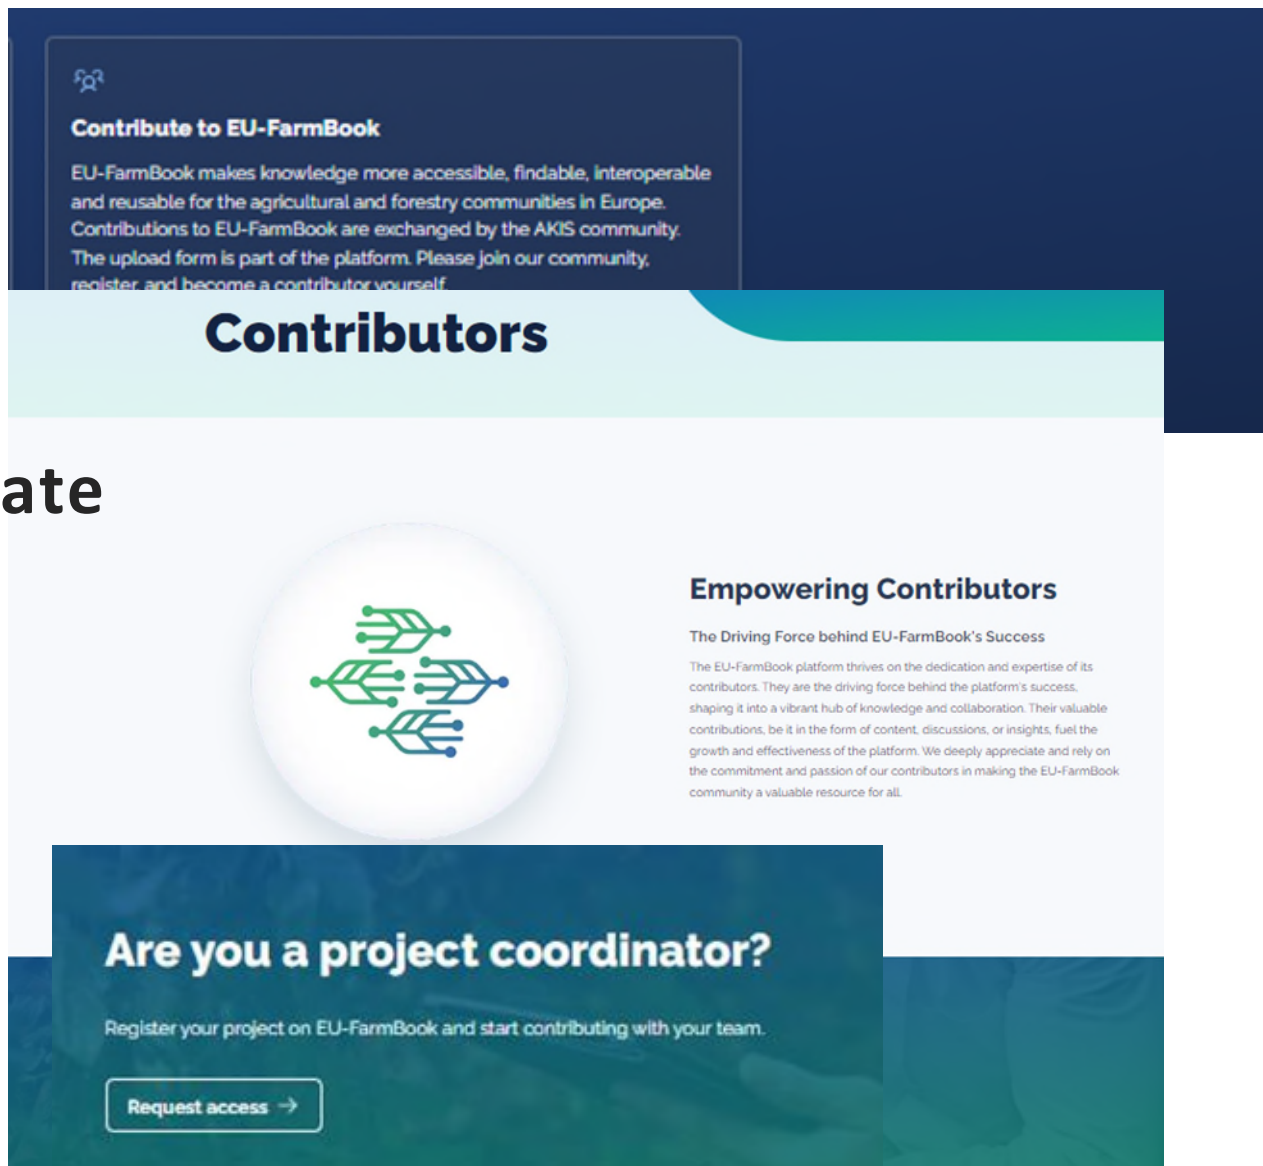 Contribute to EU-FarmBook
EU-FarmBook makes knowledge more accessible, findable, interoperable
and reusable for the agricultural and forestry communities in Europe.
Contributions to EU-FarmBook are exchanged by the AKIS community.
The upload form is part of the platform. Please join our community,
register, and become a contributor yourself.
Contributors
ate
Empowering Contributors
The Driving Force behind EU-FarmBook's Success
The EU-FarmBook platform thrives on the dedication and expertise of its
contributors. They are the driving force behind the platform's success,
shaping it into a vibrant hub of knowledge and collaboration. Their valuable
contributions, be it in the form of content, discussions, or insights, fuel the
growth and effectiveness of the platform. We deeply appreciate and rely on
the commitment and passion of our contributors in making the EU-FarmBook
community a valuable resource for all.
Are you a project coordinator?
Register your project on EU-FarmBook and start contributing with your team.
Request access →